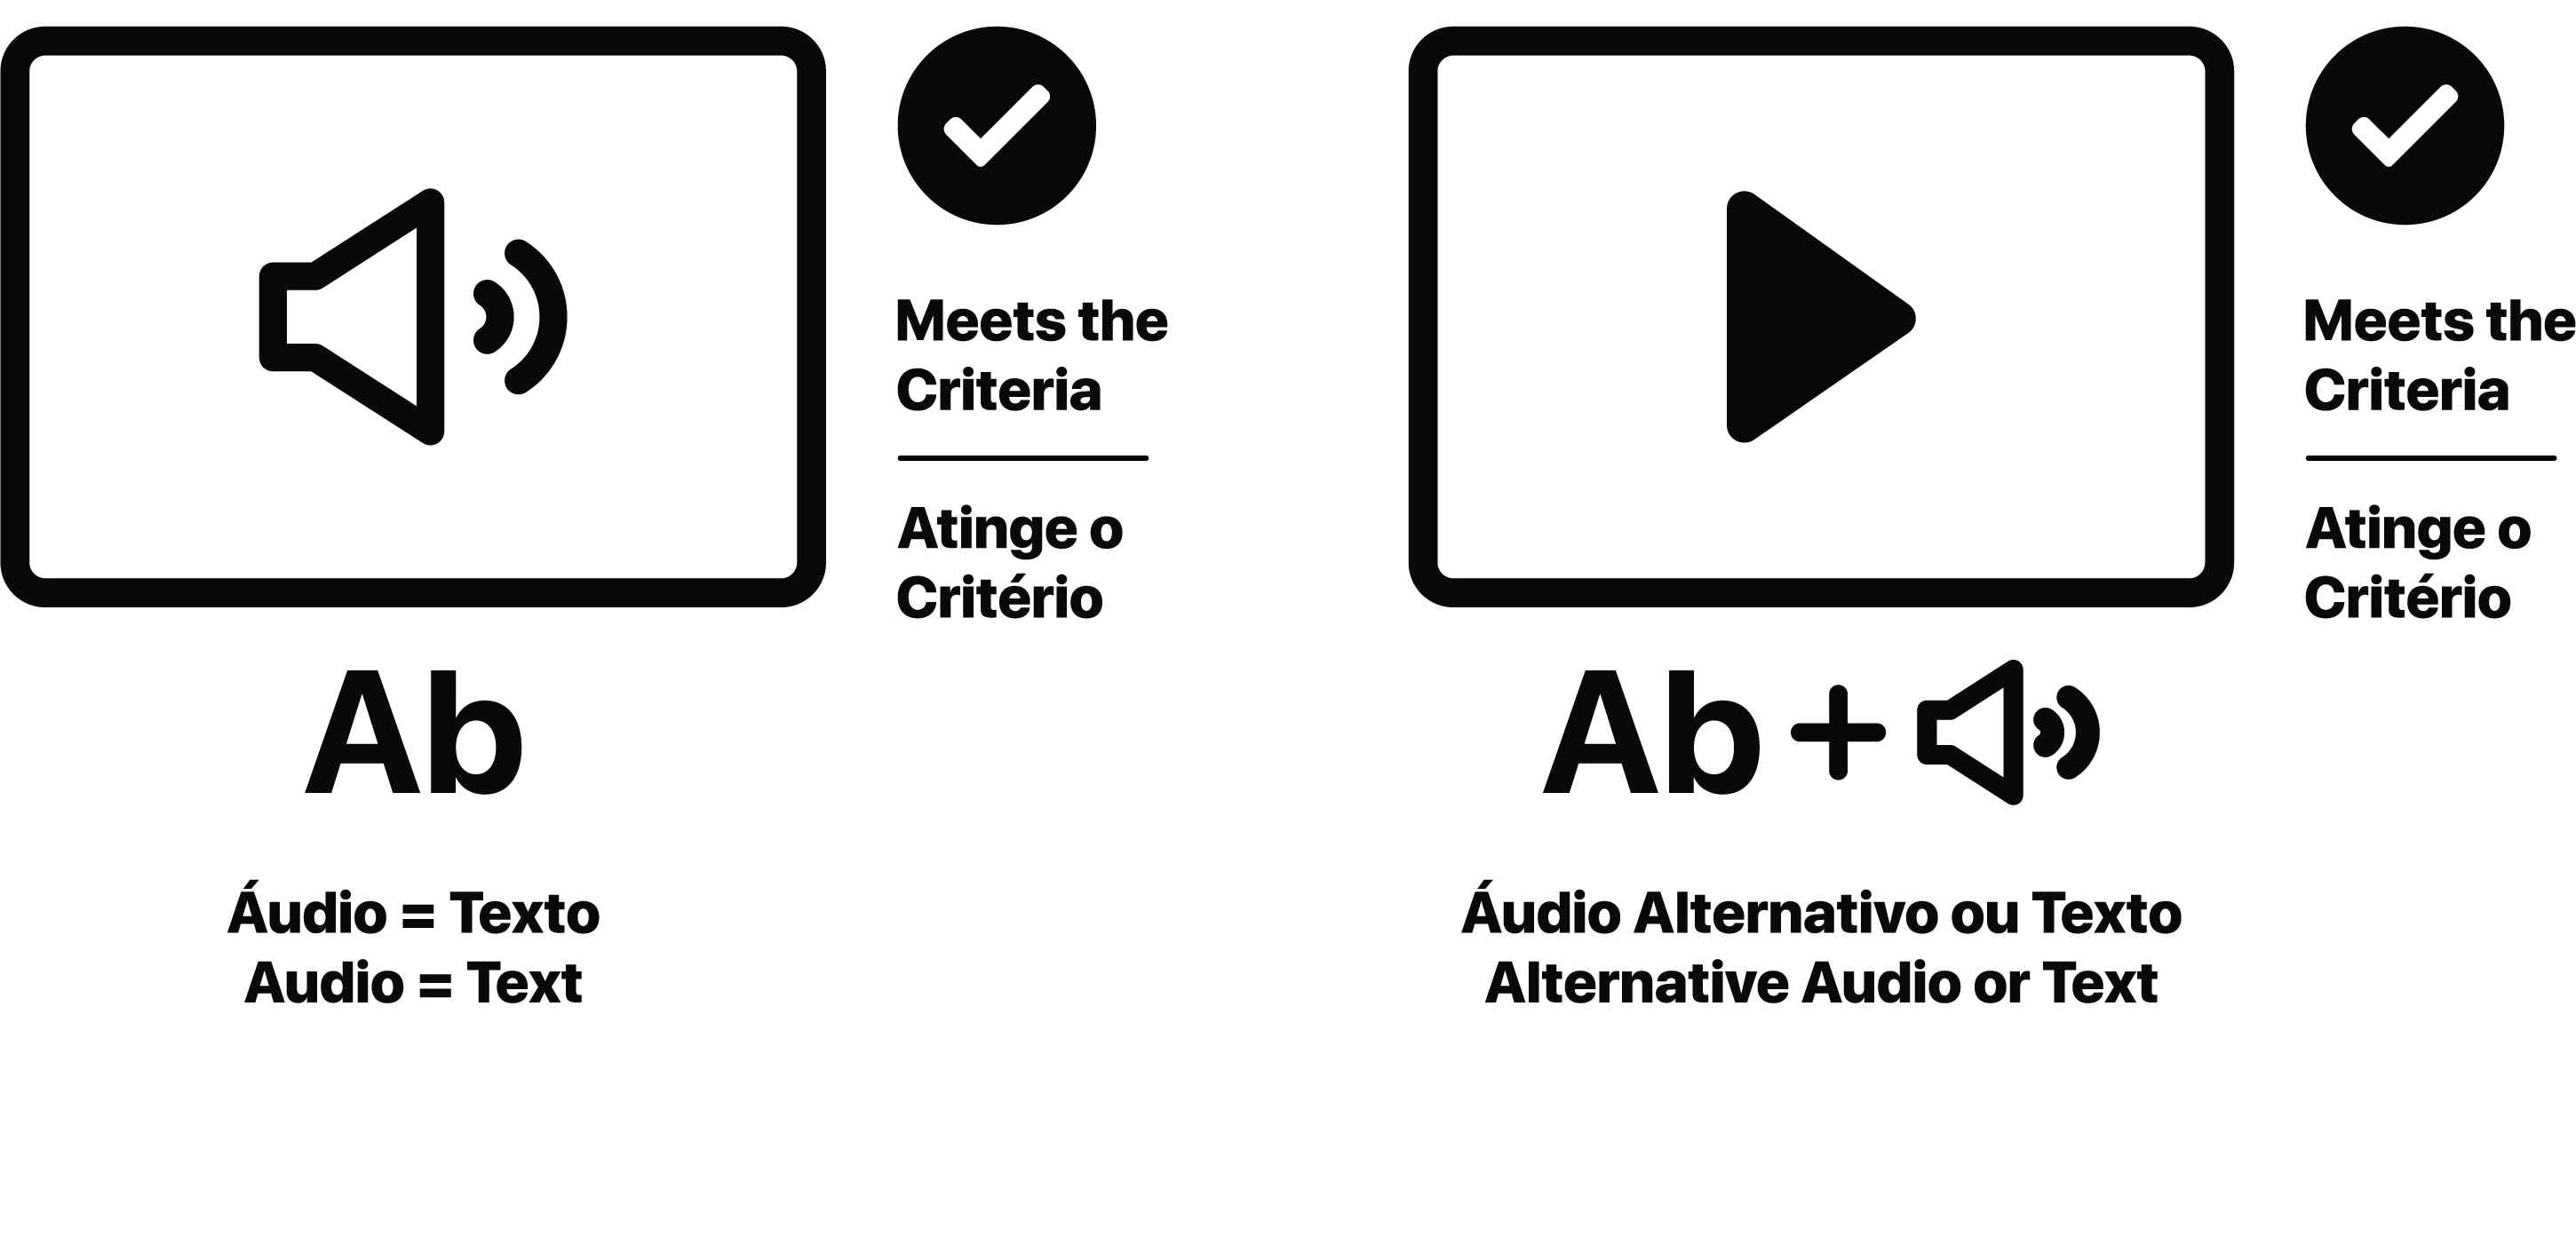 Meets the
Criteria
Atinge o
Critério
Ab
Áudio = Texto
Audio = Text
Meets the
Criteria
Atinge o
Critério
Ab +
Áudio Alternativo ou Texto
Alternative Audio or Text